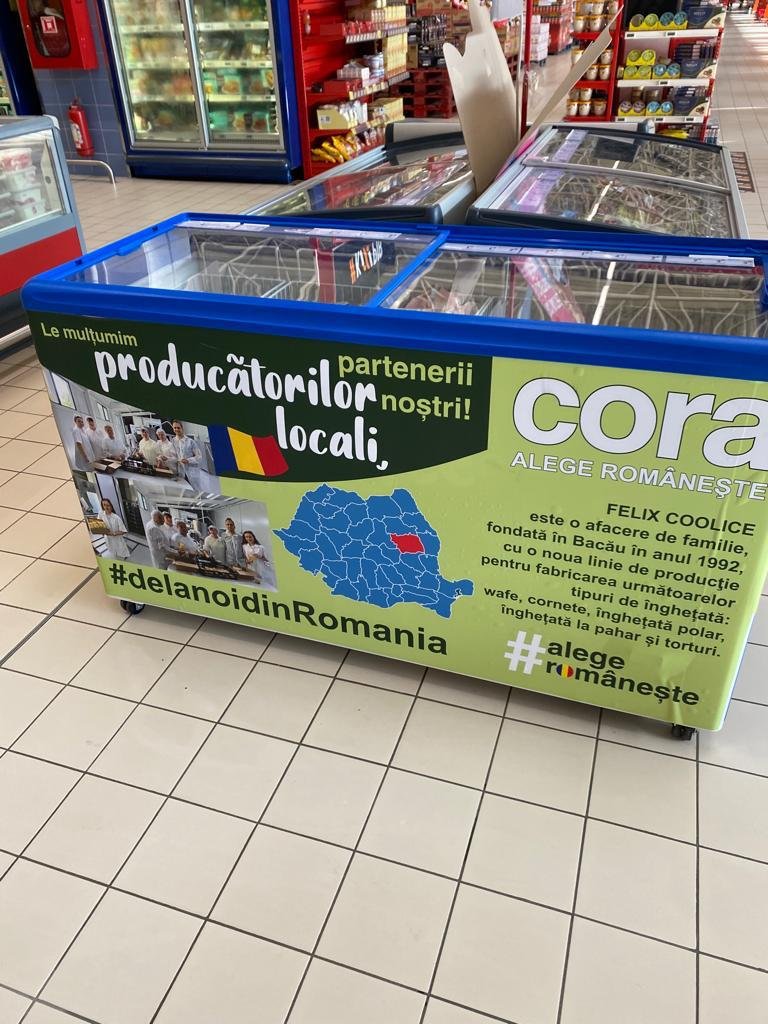 Le mulțumim
producãtorilor
locali,
partenerii
noștri!
cora
ALEGE ROMÂNEȘTE
FELIX COOLICE
este o afacere de familie,
fondată în Bacău în anul 1992,
cu o noua linie de producție
pentru fabricarea următoarelor
tipuri de înghețată:
wafe, cornete, înghețată polar,
înghețată la pahar și torturi.
#delanoidinRomania
#alege
românește